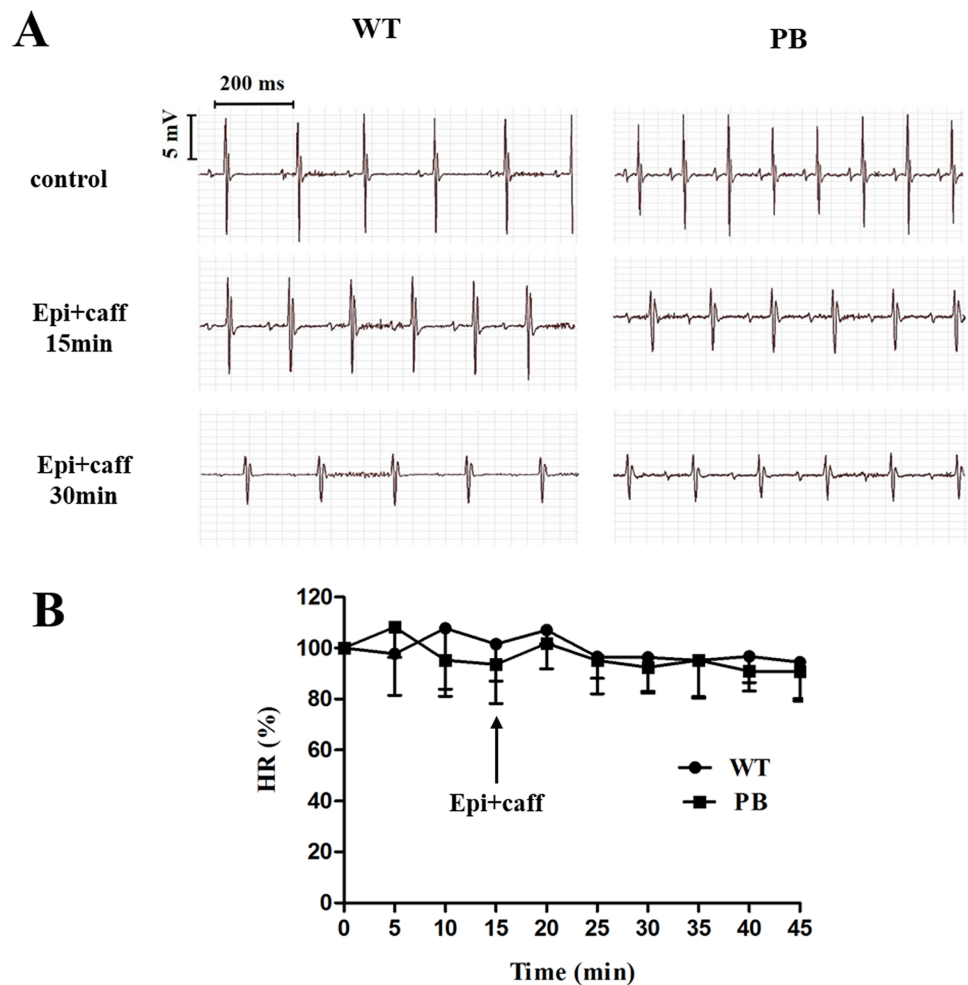 A
WT
PB
200 ms
5 mV
control
Epi+caff
15min
Epi+caff
30min
B
120
100
80
60
40
20
0
HR (%)
Epi+caff
WT
PB
0 5 10 15 20 25 30 35 40 45
Time (min)